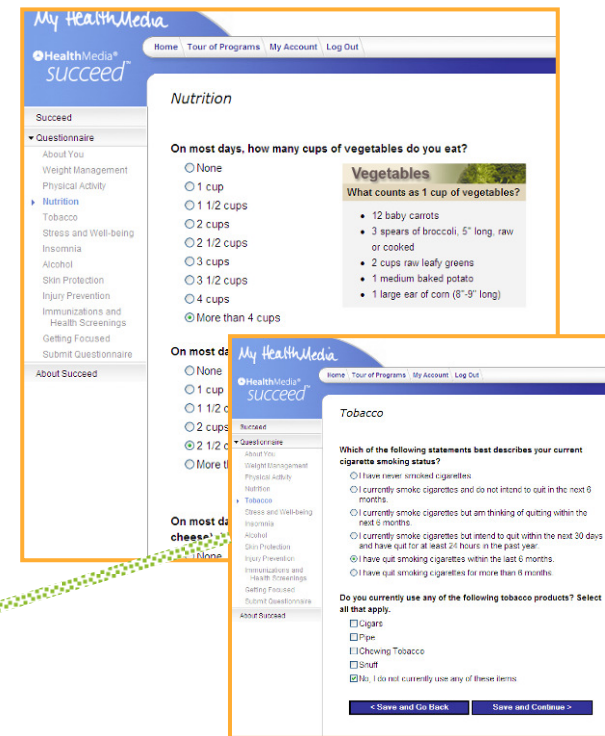 My HealthMedia
Home Tour of Programs My Account Log Out
HealthMedia®
succeed™
Nutrition
Succeed
Questionnaire
About You
Weight Management
Physical Activity
Nutrition
Tobacco
Stress and Well-being
Insomnia
Alcohol
Skin Protection
Injury Prevention
Immunizations and
Health Screenings
Getting Focused
Submit Questionnaire
About Succeed
On most days, how many cups of vegetables do you eat?
None
1 cup
1 1/2 cups
2 cups
2 1/2 cups
3 cups
3 1/2 cups
4 cups
More than 4 cups
Vegetables
What counts as 1 cup of vegetables?
• 12 baby carrots
• 3 spears of broccoli, 5" long, raw
or cooked
• 2 cups raw leafy greens
• 1 medium baked potato
• 1 large ear of corn (8"-9" long)
On most da
None
1 cup
1 1/2 c
2 cups
2 1/2 c
More t
On most da
cheese
None
My HealthMedia
Home Tour of Programs My Account Log Out
HealthMedia®
succeed™
Tobacco
Succeed
Questionnaire
About You
Weight Management
Physical Activity
Nutrition
Tobacco
Stress and Well-being
Insomnia
Alcohol
Skin Protection
Injury Prevention
Immunizations and
Health Screenings
Getting Focused
Submit Questionnaire
About Succeed
Which of the following statements best describes your current
cigarette smoking status?
I have never smoked cigarettes
I currently smoke cigarettes and do not intend to quit in the next 6
months.
I currently smoke cigarettes but am thinking of quitting within the
next 6 months.
I currently smoke cigarettes but intend to quit within the next 30 days
and have quit for at least 24 hours in the past year.
I have quit smoking cigarettes within the last 6 months.
I have quit smoking cigarettes for more than 6 months.
Do you currently use any of the following tobacco products? Select
all that apply.
Cigars
Pipe
Chewing Tobacco
Snuff
No, I do not currently use any of these items
< Save and Go Back Save and Continue >